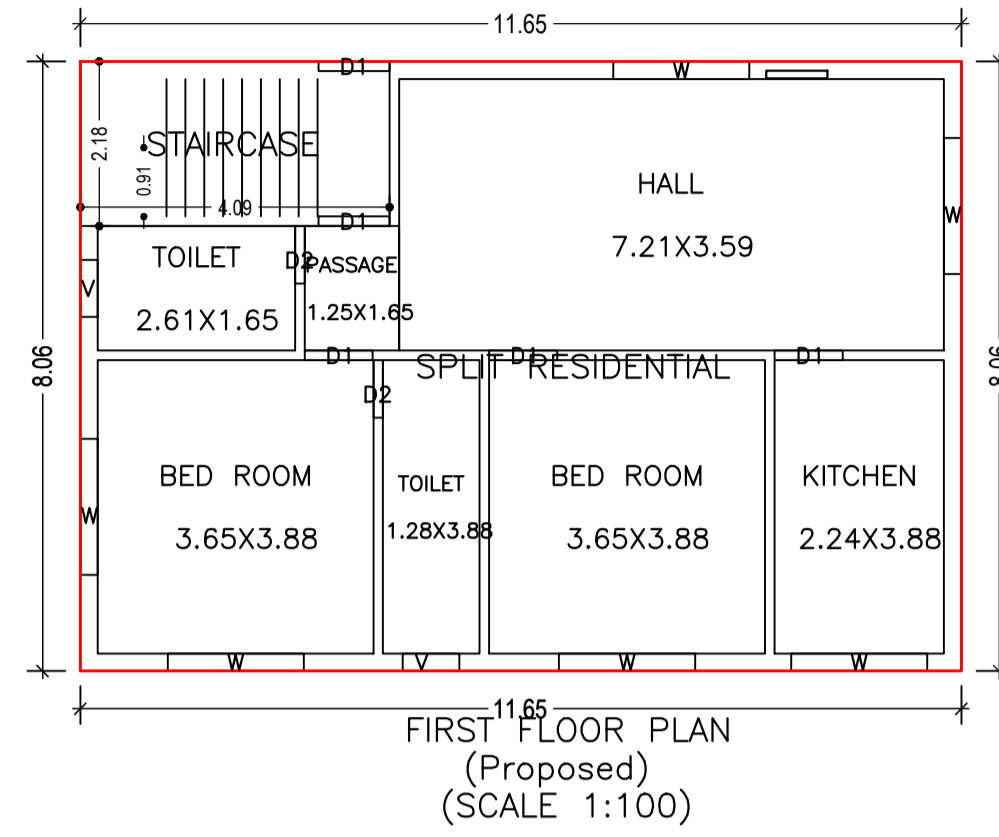 11.65
D1
W
2.18
STAIRCASE
0.91
HALL
4.09
D1
W
7.21X3.59
TOILET
D2
PASSAGE
V
2.61X1.65
1.25X1.65
8.06
D1
D1
D1
8.06
SPLIT RESIDENTIAL
D2
BED ROOM
TOILET
BED ROOM
KITCHEN
W
3.65X3.88
1.28X3.88
3.65X3.88
2.24X3.88
W
V
W
W
11.65
FIRST FLOOR PLAN
(Proposed)
(SCALE 1:100)